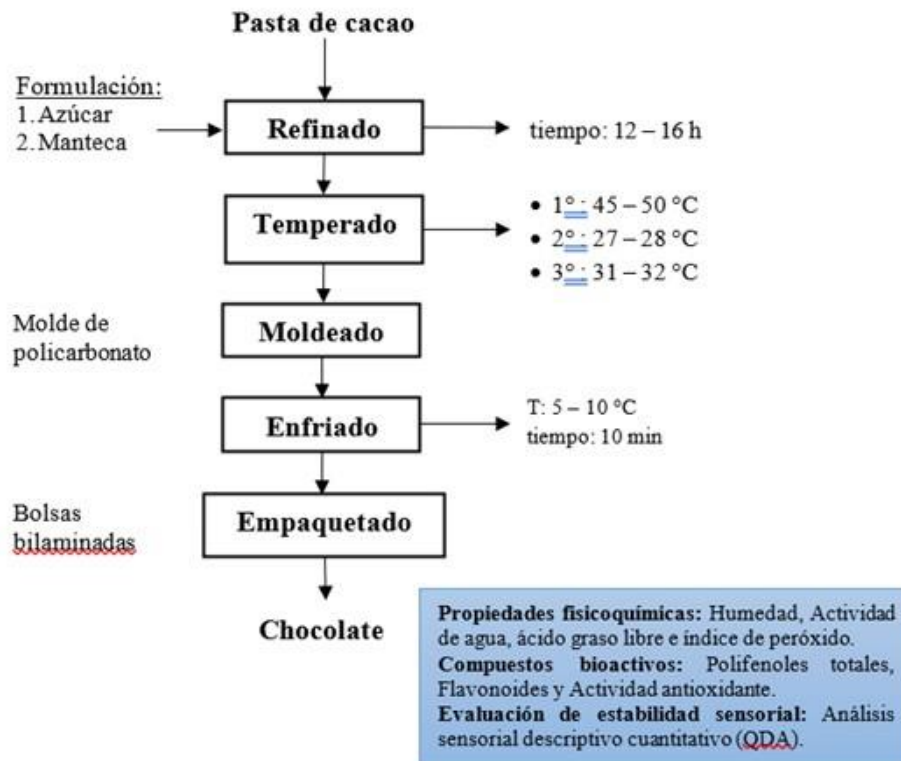 Pasta de cacao
Formulación:
1. Azúcar
2. Manteca
Refinado
tiempo: 12 – 16 h
Temperado
• 1° : 45 – 50 °C
• 2° : 27 – 28 °C
• 3° : 31 – 32 °C
Molde de
policarbonato
Moldeado
Enfriado
T: 5 – 10 °C
tiempo: 10 min
Bolsas
bilaminadas
Empaquetado
Chocolate
Propiedades fisicoquímicas: Humedad, Actividad
de agua, ácido graso libre e índice de peróxido.
Compuestos bioactivos: Polifenoles totales,
Flavonoides y Actividad antioxidante.
Evaluación de estabilidad sensorial: Análisis
sensorial descriptivo cuantitativo (QDA).